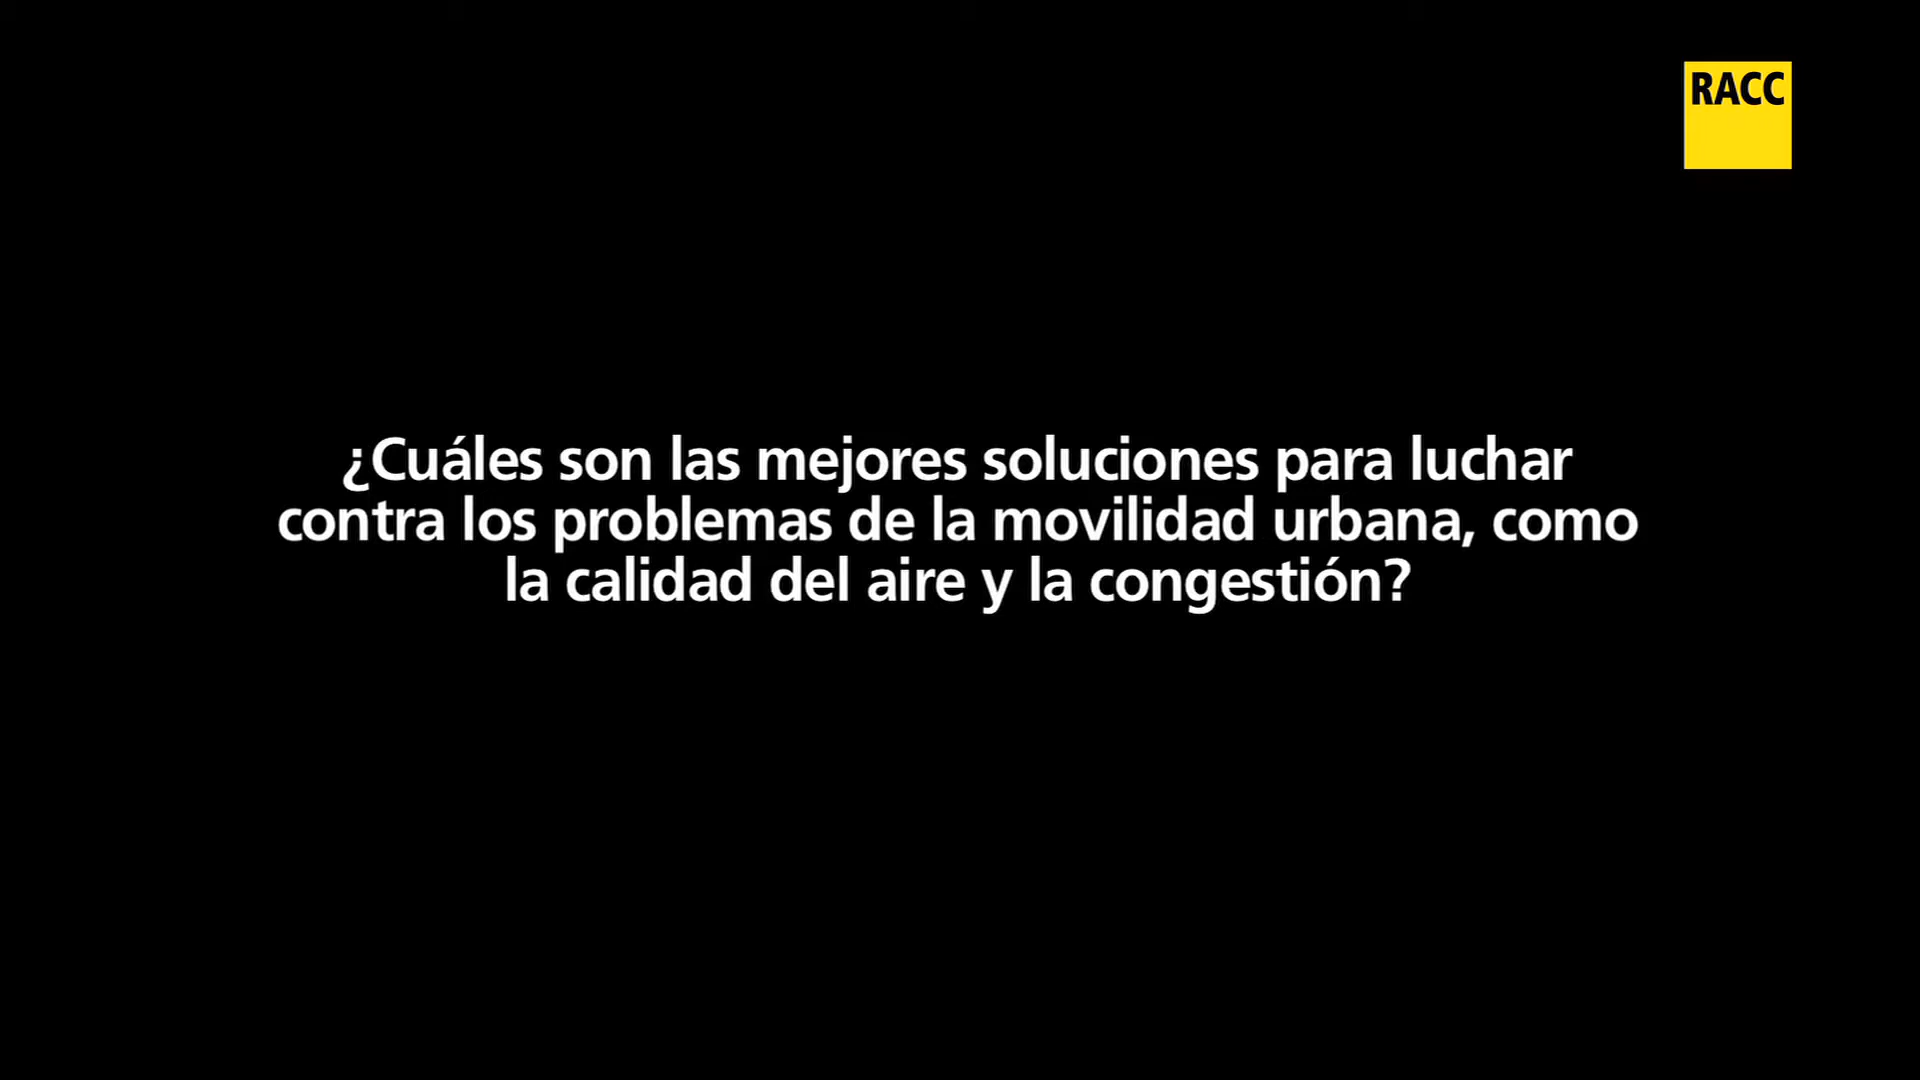 RACC
¿Cuáles son las mejores soluciones para luchar
contra los problemas de la movilidad urbana, como
la calidad del aire y la congestión?